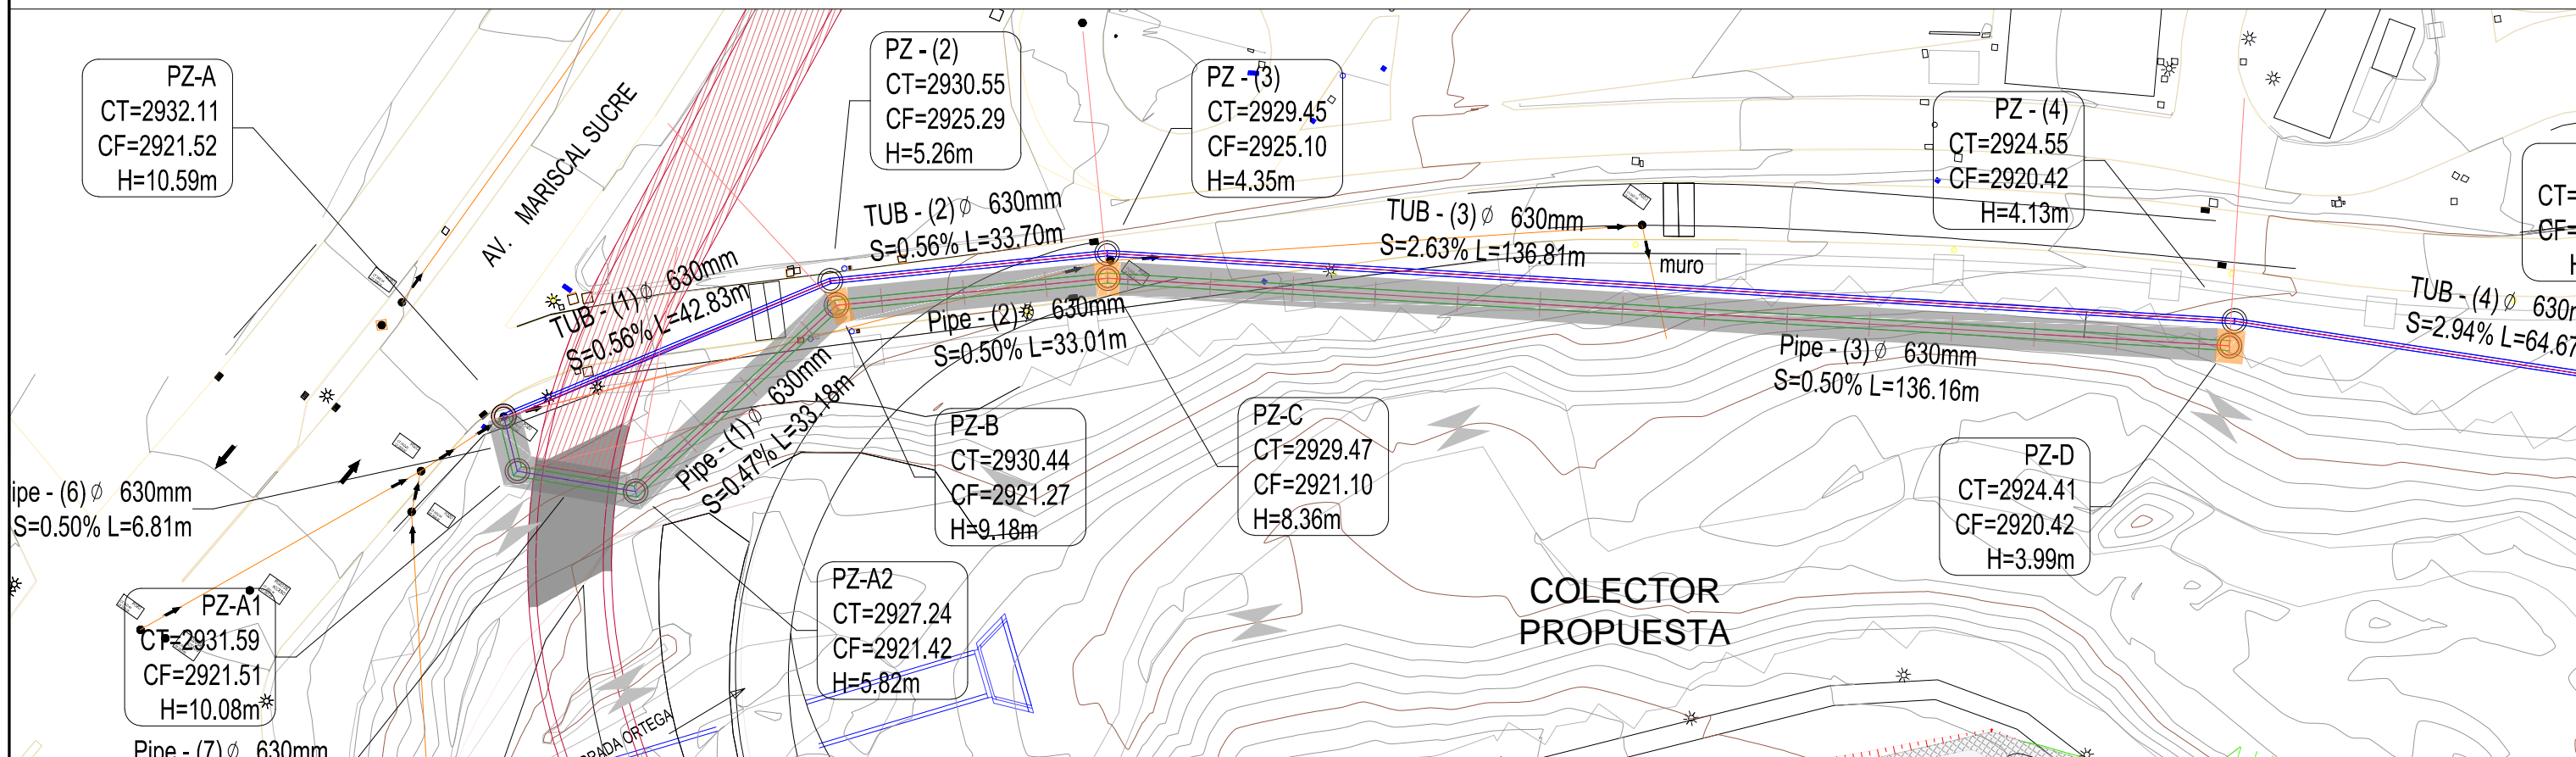 PZ-A
CT=2932.11
CF=2921.52
H=10.59m
AV. MARISCAL SUCRE
PZ - (2)
CT=2930.55
CF=2925.29
H=5.26m
PZ - (3)
CT=2929.45
CF=2925.10
H=4.35m
PZ - (4)
CT=2924.55
CF=2920.42
H=4.13m
CT=
CF=
H
TUB - (1)∅ 630mm
S=0.56% L=42.83m
TUB - (2)∅ 630mm
S=0.56% L=33.70m
TUB - (3)∅ 630mm
S=2.63% L=136.81m
muro
TUB - (4)∅ 630m
S=2.94% L=64.67
Pipe - (1)∅ 630mm
S=0.47% L=33.18m
Pipe - (2)∅ 630mm
S=0.50% L=33.01m
Pipe - (3)∅ 630mm
S=0.50% L=136.16m
ipe - (6)∅ 630mm
S=0.50% L=6.81m
PZ-B
CT=2930.44
CF=2921.27
H=9.18m
PZ-C
CT=2929.47
CF=2921.10
H=8.36m
PZ-D
CT=2924.41
CF=2920.42
H=3.99m
PZ-A1
CT=2931.59
CF=2921.51
H=10.08m
PZ-A2
CT=2927.24
CF=2921.42
H=5.82m
COLECTOR
PROPUESTA
RADA ORTEGA
Pipe - (7)∅ 630mm